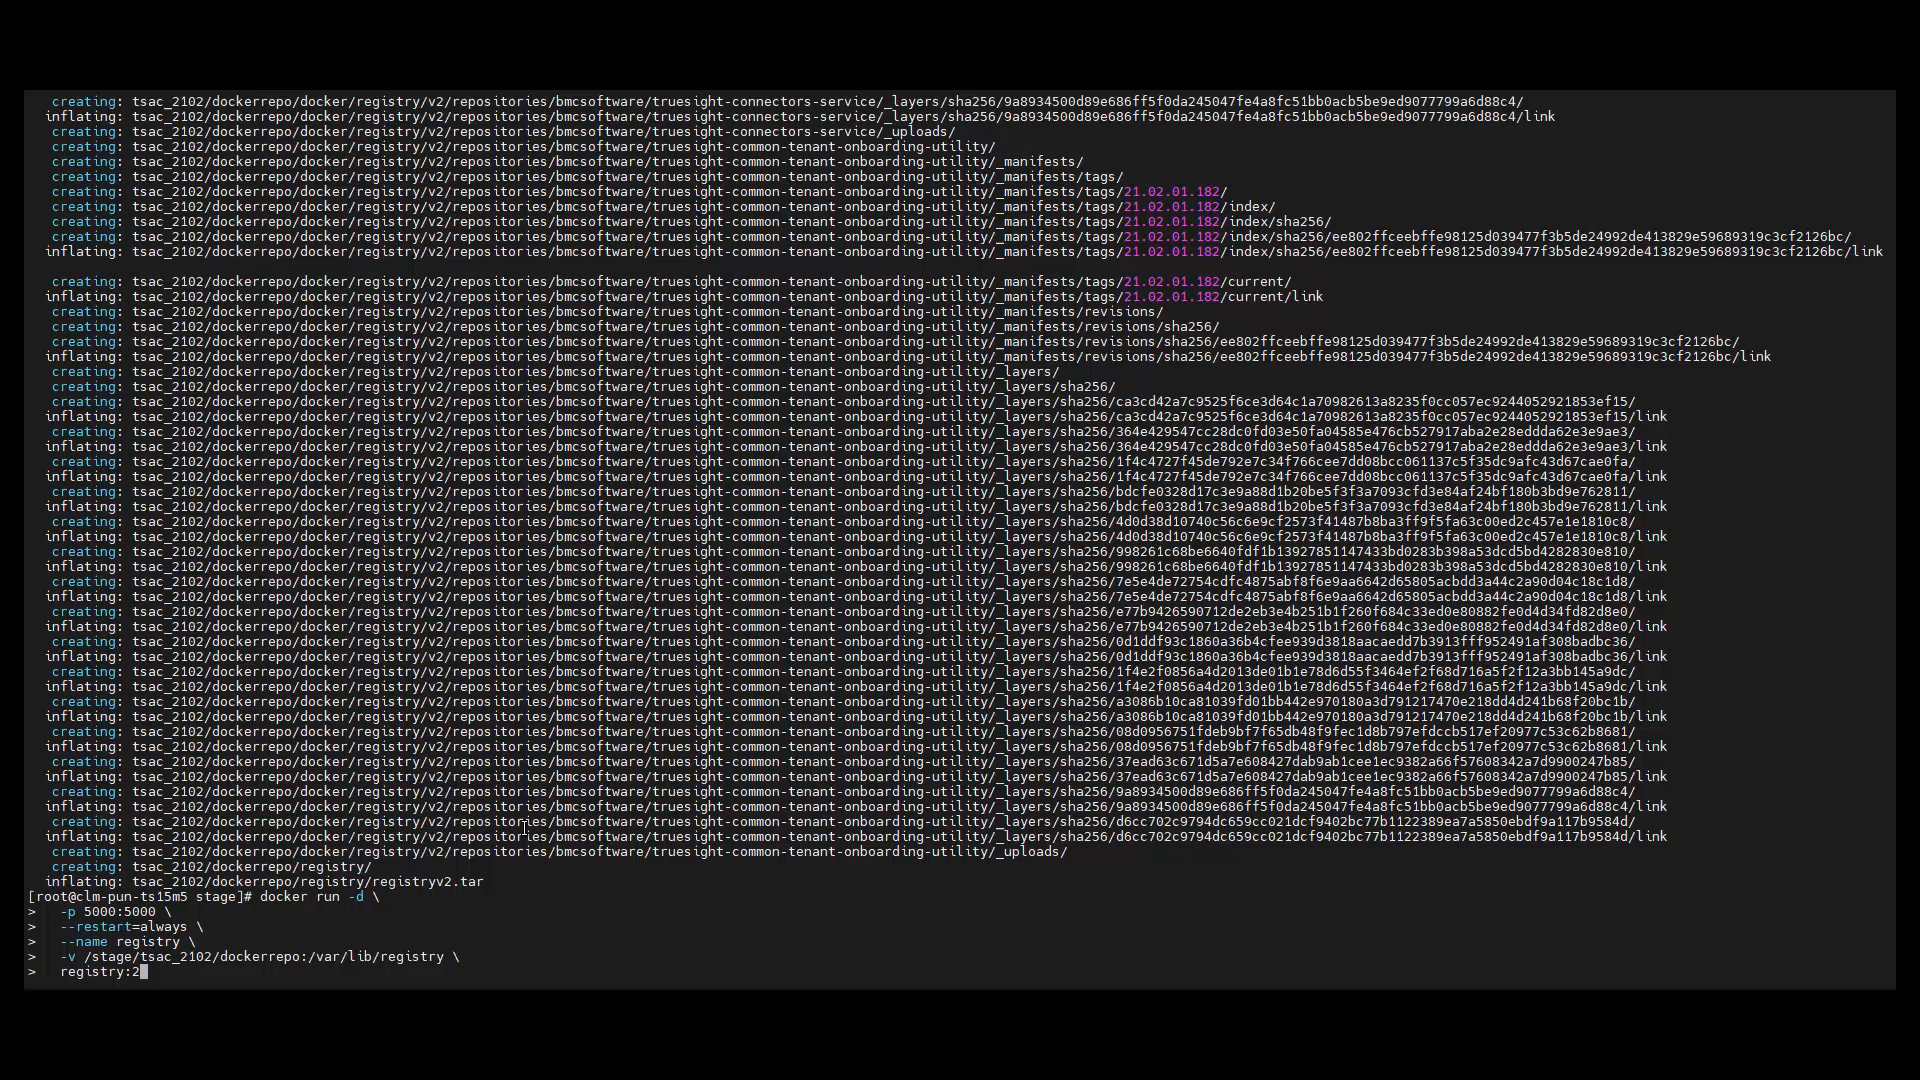 creating: tsac_2102/dockerrepo/docker/registry/v2/repositories/bmcsoftware/truesight-connectors-service/_layers/sha256/9a8934500d89e686ff5f0da245047fe4a8fc51bb0acb5be9ed9077799a6d88c4/
inflating: tsac_2102/dockerrepo/docker/registry/v2/repositories/bmcsoftware/truesight-connectors-service/_layers/sha256/9a8934500d89e686ff5f0da245047fe4a8fc51bb0acb5be9ed9077799a6d88c4/link
creating: tsac_2102/dockerrepo/docker/registry/v2/repositories/bmcsoftware/truesight-connectors-service/_uploads/
creating: tsac_2102/dockerrepo/docker/registry/v2/repositories/bmcsoftware/truesight-common-tenant-onboarding-utility/
creating: tsac_2102/dockerrepo/docker/registry/v2/repositories/bmcsoftware/truesight-common-tenant-onboarding-utility/_manifests/
creating: tsac_2102/dockerrepo/docker/registry/v2/repositories/bmcsoftware/truesight-common-tenant-onboarding-utility/_manifests/tags/
creating: tsac_2102/dockerrepo/docker/registry/v2/repositories/bmcsoftware/truesight-common-tenant-onboarding-utility/_manifests/tags/21.02.01.182/
creating: tsac_2102/dockerrepo/docker/registry/v2/repositories/bmcsoftware/truesight-common-tenant-onboarding-utility/_manifests/tags/21.02.01.182/index/
creating: tsac_2102/dockerrepo/docker/registry/v2/repositories/bmcsoftware/truesight-common-tenant-onboarding-utility/_manifests/tags/21.02.01.182/index/sha256/
creating: tsac_2102/dockerrepo/docker/registry/v2/repositories/bmcsoftware/truesight-common-tenant-onboarding-utility/_manifests/tags/21.02.01.182/index/sha256/ee802ffceebffe98125d039477f3b5de24992de413829e59689319c3cf2126bc/
inflating: tsac_2102/dockerrepo/docker/registry/v2/repositories/bmcsoftware/truesight-common-tenant-onboarding-utility/_manifests/tags/21.02.01.182/index/sha256/ee802ffceebffe98125d039477f3b5de24992de413829e59689319c3cf2126bc/link
creating: tsac_2102/dockerrepo/docker/registry/v2/repositories/bmcsoftware/truesight-common-tenant-onboarding-utility/_manifests/tags/21.02.01.182/current/
inflating: tsac_2102/dockerrepo/docker/registry/v2/repositories/bmcsoftware/truesight-common-tenant-onboarding-utility/_manifests/tags/21.02.01.182/current/link
creating: tsac_2102/dockerrepo/docker/registry/v2/repositories/bmcsoftware/truesight-common-tenant-onboarding-utility/_manifests/revisions/
creating: tsac_2102/dockerrepo/docker/registry/v2/repositories/bmcsoftware/truesight-common-tenant-onboarding-utility/_manifests/revisions/sha256/
creating: tsac_2102/dockerrepo/docker/registry/v2/repositories/bmcsoftware/truesight-common-tenant-onboarding-utility/_manifests/revisions/sha256/ee802ffceebffe98125d039477f3b5de24992de413829e59689319c3cf2126bc/
inflating: tsac_2102/dockerrepo/docker/registry/v2/repositories/bmcsoftware/truesight-common-tenant-onboarding-utility/_manifests/revisions/sha256/ee802ffceebffe98125d039477f3b5de24992de413829e59689319c3cf2126bc/link
creating: tsac_2102/dockerrepo/docker/registry/v2/repositories/bmcsoftware/truesight-common-tenant-onboarding-utility/_layers/
creating: tsac_2102/dockerrepo/docker/registry/v2/repositories/bmcsoftware/truesight-common-tenant-onboarding-utility/_layers/sha256/
creating: tsac_2102/dockerrepo/docker/registry/v2/repositories/bmcsoftware/truesight-common-tenant-onboarding-utility/_layers/sha256/ca3cd42a7c9525f6ce3d64c1a70982613a8235f0cc057ec9244052921853ef15/
inflating: tsac_2102/dockerrepo/docker/registry/v2/repositories/bmcsoftware/truesight-common-tenant-onboarding-utility/_layers/sha256/ca3cd42a7c9525f6ce3d64c1a70982613a8235f0cc057ec9244052921853ef15/link
creating: tsac_2102/dockerrepo/docker/registry/v2/repositories/bmcsoftware/truesight-common-tenant-onboarding-utility/_layers/sha256/364e429547cc28dc0fd03e50fa04585e476cb527917aba2e28eddda62e3e9ae3/
inflating: tsac_2102/dockerrepo/docker/registry/v2/repositories/bmcsoftware/truesight-common-tenant-onboarding-utility/_layers/sha256/364e429547cc28dc0fd03e50fa04585e476cb527917aba2e28eddda62e3e9ae3/link
creating: tsac_2102/dockerrepo/docker/registry/v2/repositories/bmcsoftware/truesight-common-tenant-onboarding-utility/_layers/sha256/1f4c4727f45de792e7c34f766cee7dd08bcc061137c5f35dc9afc43d67cae0fa/
inflating: tsac_2102/dockerrepo/docker/registry/v2/repositories/bmcsoftware/truesight-common-tenant-onboarding-utility/_layers/sha256/1f4c4727f45de792e7c34f766cee7dd08bcc061137c5f35dc9afc43d67cae0fa/link
creating: tsac_2102/dockerrepo/docker/registry/v2/repositories/bmcsoftware/truesight-common-tenant-onboarding-utility/_layers/sha256/bdcfe0328d17c3e9a88d1b20be5f3f3a7093cfd3e84af24bf180b3bd9e762811/
inflating: tsac_2102/dockerrepo/docker/registry/v2/repositories/bmcsoftware/truesight-common-tenant-onboarding-utility/_layers/sha256/bdcfe0328d17c3e9a88d1b20be5f3f3a7093cfd3e84af24bf180b3bd9e762811/link
creating: tsac_2102/dockerrepo/docker/registry/v2/repositories/bmcsoftware/truesight-common-tenant-onboarding-utility/_layers/sha256/4d0d38d10740c56c6e9cf2573f41487b8ba3ff9f5fa63c00ed2c457e1e1810c8/
inflating: tsac_2102/dockerrepo/docker/registry/v2/repositories/bmcsoftware/truesight-common-tenant-onboarding-utility/_layers/sha256/4d0d38d10740c56c6e9cf2573f41487b8ba3ff9f5fa63c00ed2c457e1e1810c8/link
creating: tsac_2102/dockerrepo/docker/registry/v2/repositories/bmcsoftware/truesight-common-tenant-onboarding-utility/_layers/sha256/998261c68be6640fdf1b13927851147433bd0283b398a53dcd5bd4282830e810/
inflating: tsac_2102/dockerrepo/docker/registry/v2/repositories/bmcsoftware/truesight-common-tenant-onboarding-utility/_layers/sha256/998261c68be6640fdf1b13927851147433bd0283b398a53dcd5bd4282830e810/link
creating: tsac_2102/dockerrepo/docker/registry/v2/repositories/bmcsoftware/truesight-common-tenant-onboarding-utility/_layers/sha256/7e5e4de72754cdfc4875abf8f6e9aa6642d65805acbdd3a44c2a90d04c18c1d8/
inflating: tsac_2102/dockerrepo/docker/registry/v2/repositories/bmcsoftware/truesight-common-tenant-onboarding-utility/_layers/sha256/7e5e4de72754cdfc4875abf8f6e9aa6642d65805acbdd3a44c2a90d04c18c1d8/link
creating: tsac_2102/dockerrepo/docker/registry/v2/repositories/bmcsoftware/truesight-common-tenant-onboarding-utility/_layers/sha256/e77b9426590712de2eb3e4b251b1f260f684c33ed0e80882fe0d4d34fd82d8e0/
inflating: tsac_2102/dockerrepo/docker/registry/v2/repositories/bmcsoftware/truesight-common-tenant-onboarding-utility/_layers/sha256/e77b9426590712de2eb3e4b251b1f260f684c33ed0e80882fe0d4d34fd82d8e0/link
creating: tsac_2102/dockerrepo/docker/registry/v2/repositories/bmcsoftware/truesight-common-tenant-onboarding-utility/_layers/sha256/0d1ddf93c1860a36b4cfee939d3818aacaedd7b3913fff952491af308badbc36/
inflating: tsac_2102/dockerrepo/docker/registry/v2/repositories/bmcsoftware/truesight-common-tenant-onboarding-utility/_layers/sha256/0d1ddf93c1860a36b4cfee939d3818aacaedd7b3913fff952491af308badbc36/link
creating: tsac_2102/dockerrepo/docker/registry/v2/repositories/bmcsoftware/truesight-common-tenant-onboarding-utility/_layers/sha256/1f4e2f0856a4d2013de01b1e78d6d55f3464ef2f68d716a5f2f12a3bb145a9dc/
inflating: tsac_2102/dockerrepo/docker/registry/v2/repositories/bmcsoftware/truesight-common-tenant-onboarding-utility/_layers/sha256/1f4e2f0856a4d2013de01b1e78d6d55f3464ef2f68d716a5f2f12a3bb145a9dc/link
creating: tsac_2102/dockerrepo/docker/registry/v2/repositories/bmcsoftware/truesight-common-tenant-onboarding-utility/_layers/sha256/a3086b10ca81039fd01bb442e970180a3d791217470e218dd4d241b68f20bc1b/
inflating: tsac_2102/dockerrepo/docker/registry/v2/repositories/bmcsoftware/truesight-common-tenant-onboarding-utility/_layers/sha256/a3086b10ca81039fd01bb442e970180a3d791217470e218dd4d241b68f20bc1b/link
creating: tsac_2102/dockerrepo/docker/registry/v2/repositories/bmcsoftware/truesight-common-tenant-onboarding-utility/_layers/sha256/08d0956751fdeb9bf7f65db48f9fec1d8b797efdccb517ef20977c53c62b8681/
inflating: tsac_2102/dockerrepo/docker/registry/v2/repositories/bmcsoftware/truesight-common-tenant-onboarding-utility/_layers/sha256/08d0956751fdeb9bf7f65db48f9fec1d8b797efdccb517ef20977c53c62b8681/link
creating: tsac_2102/dockerrepo/docker/registry/v2/repositories/bmcsoftware/truesight-common-tenant-onboarding-utility/_layers/sha256/37ead63c671d5a7e608427dab9ab1cee1ec9382a66f57608342a7d9900247b85/
inflating: tsac_2102/dockerrepo/docker/registry/v2/repositories/bmcsoftware/truesight-common-tenant-onboarding-utility/_layers/sha256/37ead63c671d5a7e608427dab9ab1cee1ec9382a66f57608342a7d9900247b85/link
creating: tsac_2102/dockerrepo/docker/registry/v2/repositories/bmcsoftware/truesight-common-tenant-onboarding-utility/_layers/sha256/9a8934500d89e686ff5f0da245047fe4a8fc51bb0acb5be9ed9077799a6d88c4/
inflating: tsac_2102/dockerrepo/docker/registry/v2/repositories/bmcsoftware/truesight-common-tenant-onboarding-utility/_layers/sha256/9a8934500d89e686ff5f0da245047fe4a8fc51bb0acb5be9ed9077799a6d88c4/link
creating: tsac_2102/dockerrepo/docker/registry/v2/repositories/bmcsoftware/truesight-common-tenant-onboarding-utility/_layers/sha256/d6cc702c9794dc659cc021dcf9402bc77b1122389ea7a5850ebdf9a117b9584d/
inflating: tsac_2102/dockerrepo/docker/registry/v2/repositories/bmcsoftware/truesight-common-tenant-onboarding-utility/_layers/sha256/d6cc702c9794dc659cc021dcf9402bc77b1122389ea7a5850ebdf9a117b9584d/link
creating: tsac_2102/dockerrepo/docker/registry/v2/repositories/bmcsoftware/truesight-common-tenant-onboarding-utility/_uploads/
creating: tsac_2102/dockerrepo/registry/
inflating: tsac_2102/dockerrepo/registry/registryv2.tar
[root@clm-pun-ts15m5 stage]# docker run -d \
> -p 5000:5000 \
> --restart=always \
> --name registry \
> -v /stage/tsac_2102/dockerrepo:/var/lib/registry \
> registry:2